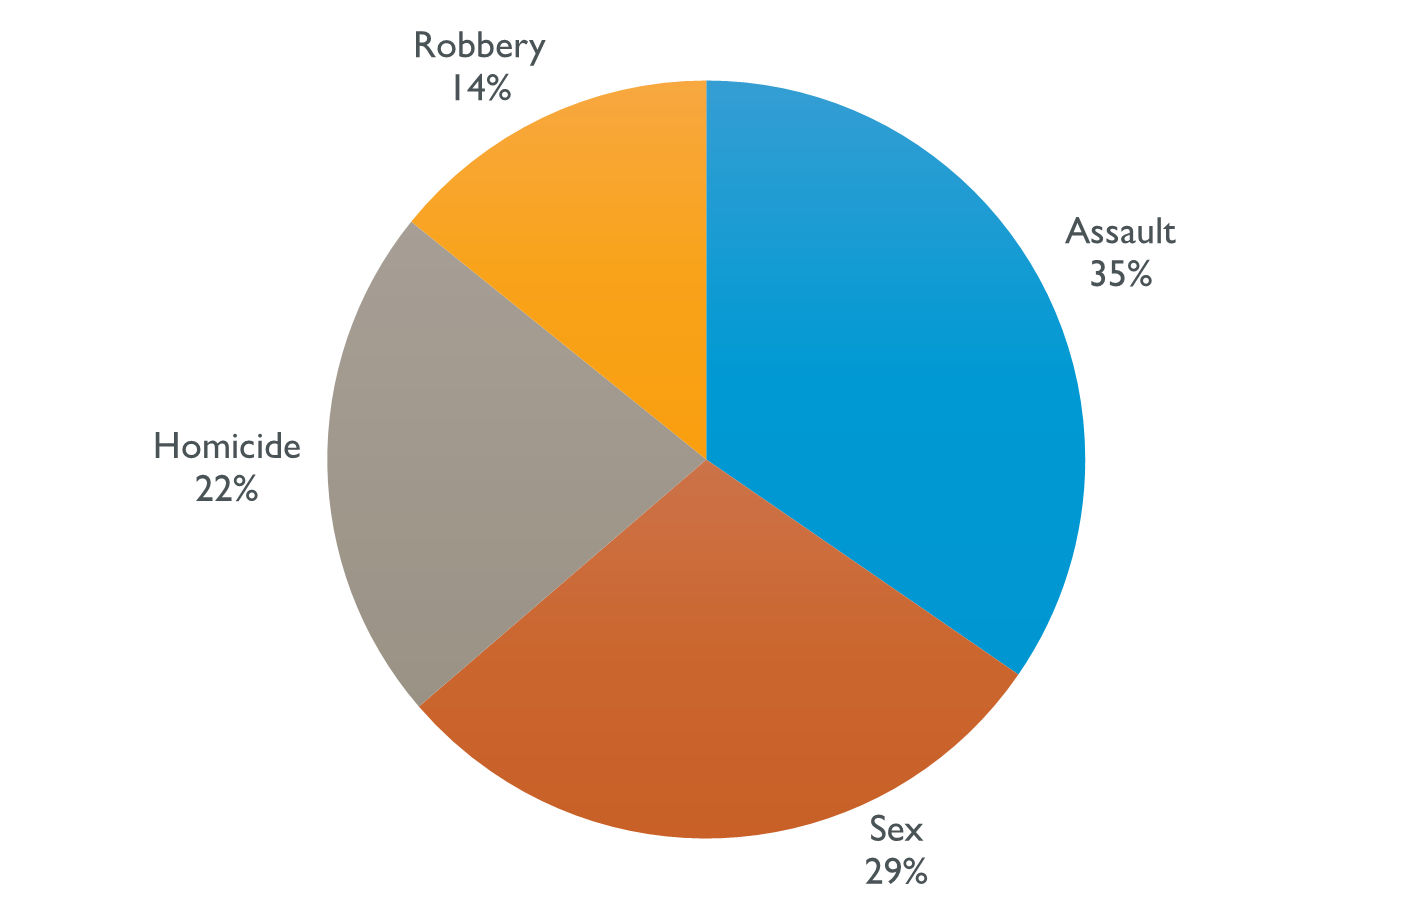 Robbery
14%
Assault
35%
Homicide
22%
Sex
29%